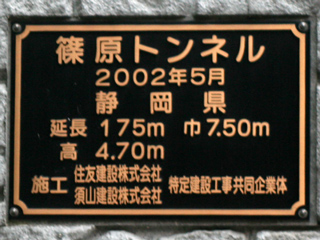 篠原トンネル
2002年5月
静岡県
延長 175m 巾7.50m
高 4.70m
施工 住友建設株式会社 須山建設株式会社 特定建設工事共同企業体